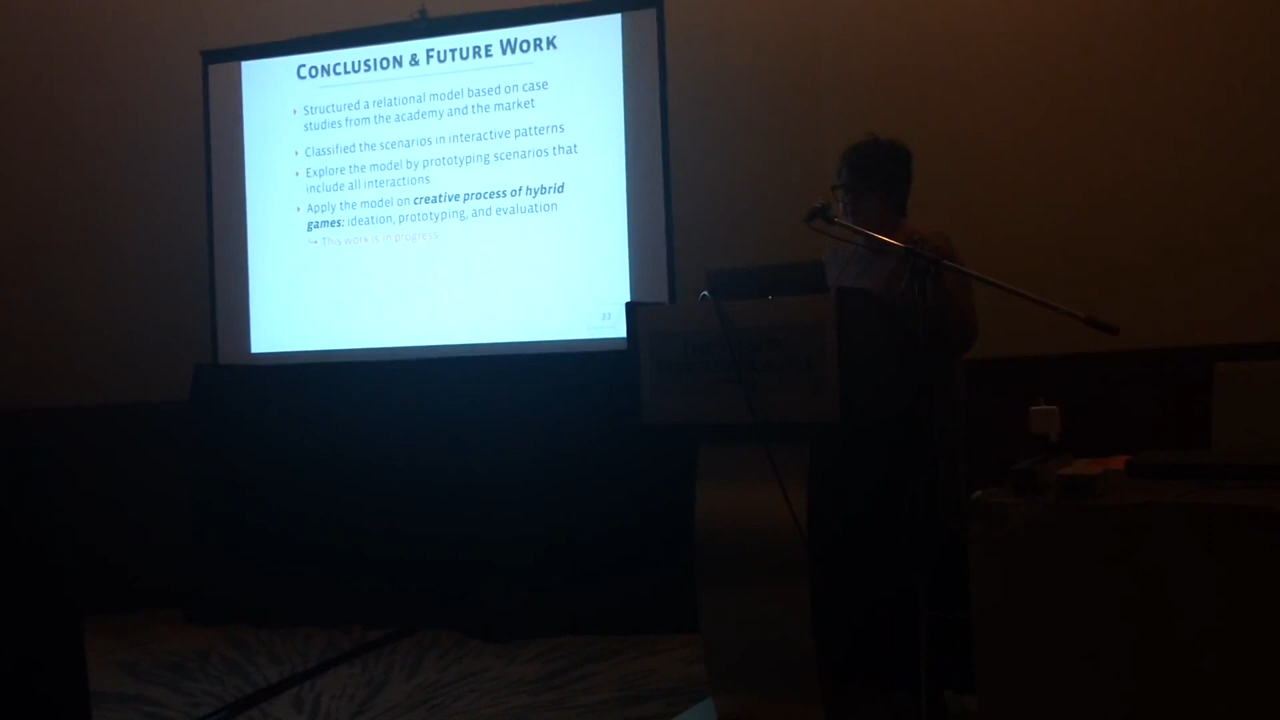 CONCLUSION & FUTURE WORK
Structured a relational model based on case
studies from the academy and the market
Classified the scenarios in interactive patterns
Explore the model by prototyping scenarios that
include all interactions
Apply the model on creative process of hybrid
games: ideation, prototyping, and evaluation
This work is in progress
33